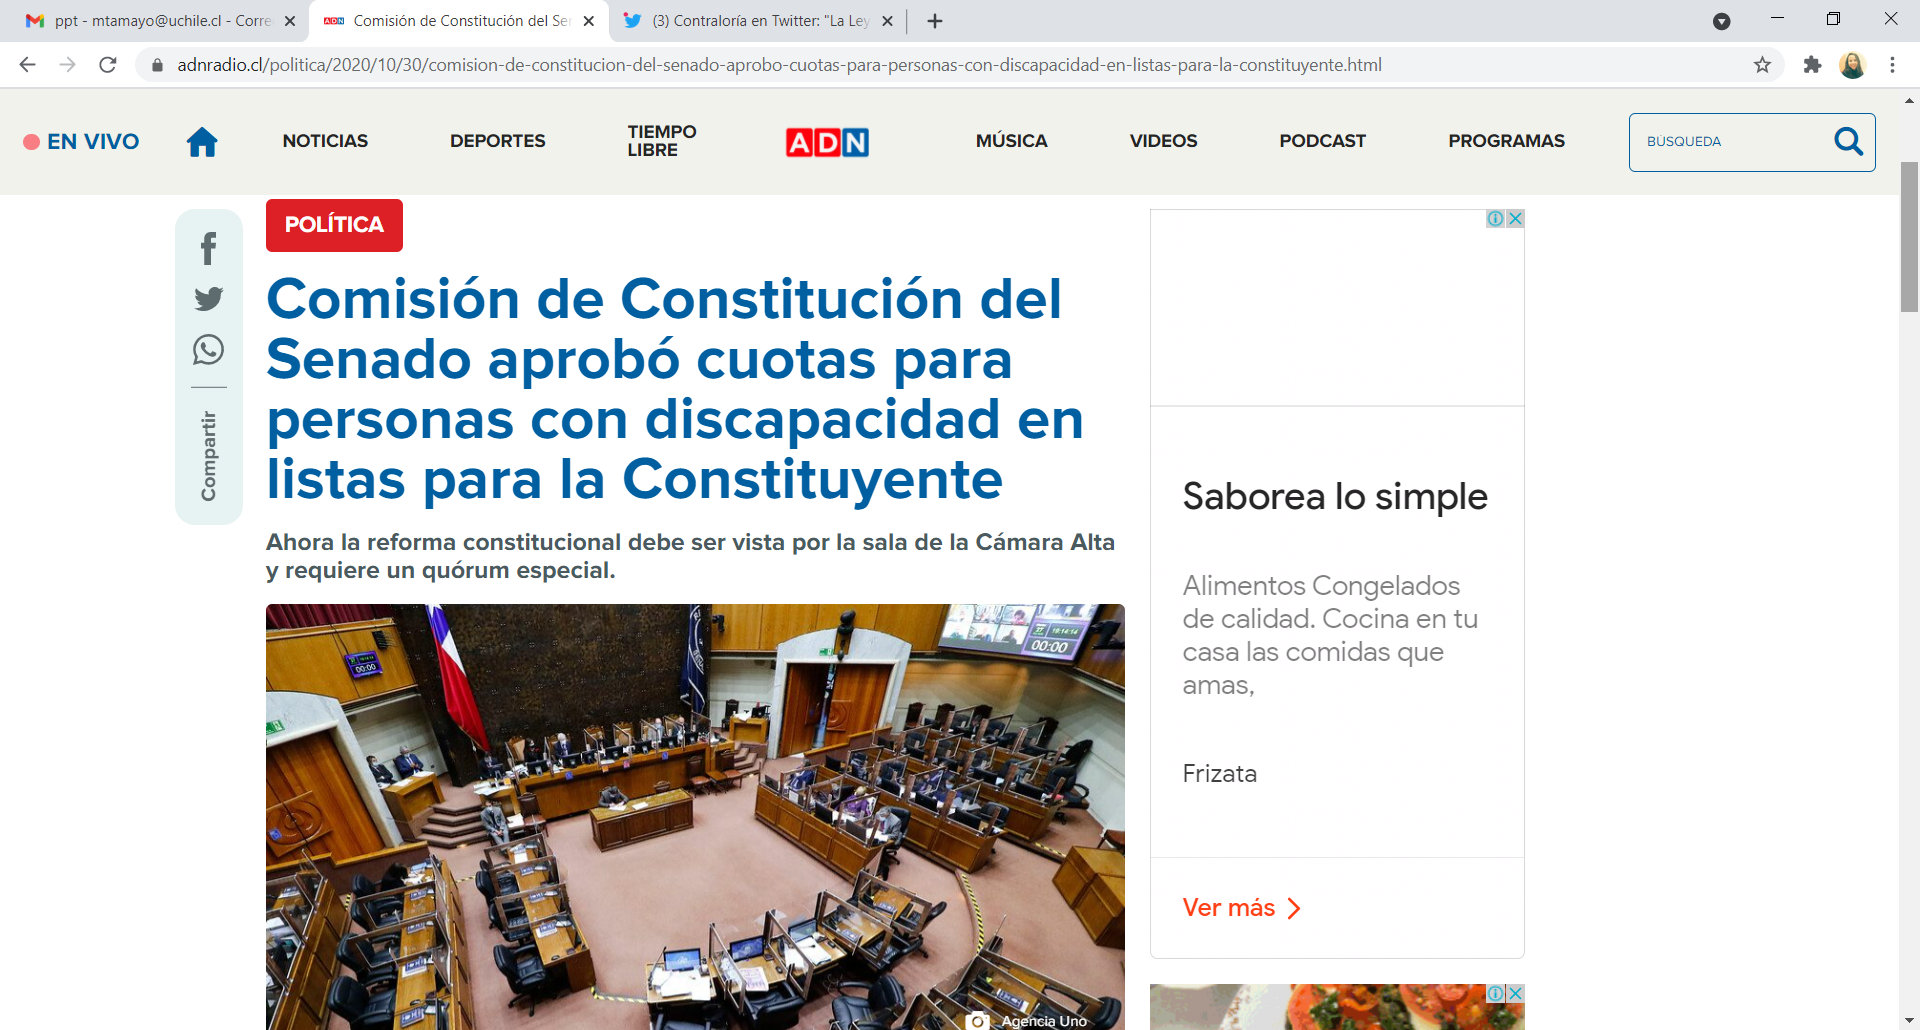 ppt - mtamayo@uchile.cl - Corre
Comisión de Constitución del Se
(3) Contraloría en Twitter: "La Ley
adnradio.cl/politica/2020/10/30/comision-de-constitucion-del-senado-aprobo-cuotas-para-personas-con-discapacidad-en-listas-para-la-constituyente.html
EN VIVO
NOTICIAS
DEPORTES
TIEMPO
LIBRE
ADN
MÚSICA
VIDEOS
PODCAST
PROGRAMAS
BÚSQUEDA
Compartir
POLÍTICA
Comisión de Constitución del
Senado aprobó cuotas para
personas con discapacidad en
listas para la Constituyente
Ahora la reforma constitucional debe ser vista por la sala de la Cámara Alta
y requiere un quórum especial.
00:00
00:00
Agencia Uno
Saborea lo simple
Alimentos Congelados
de calidad. Cocina en tu
casa las comidas que
amas,
Frizata
Ver más